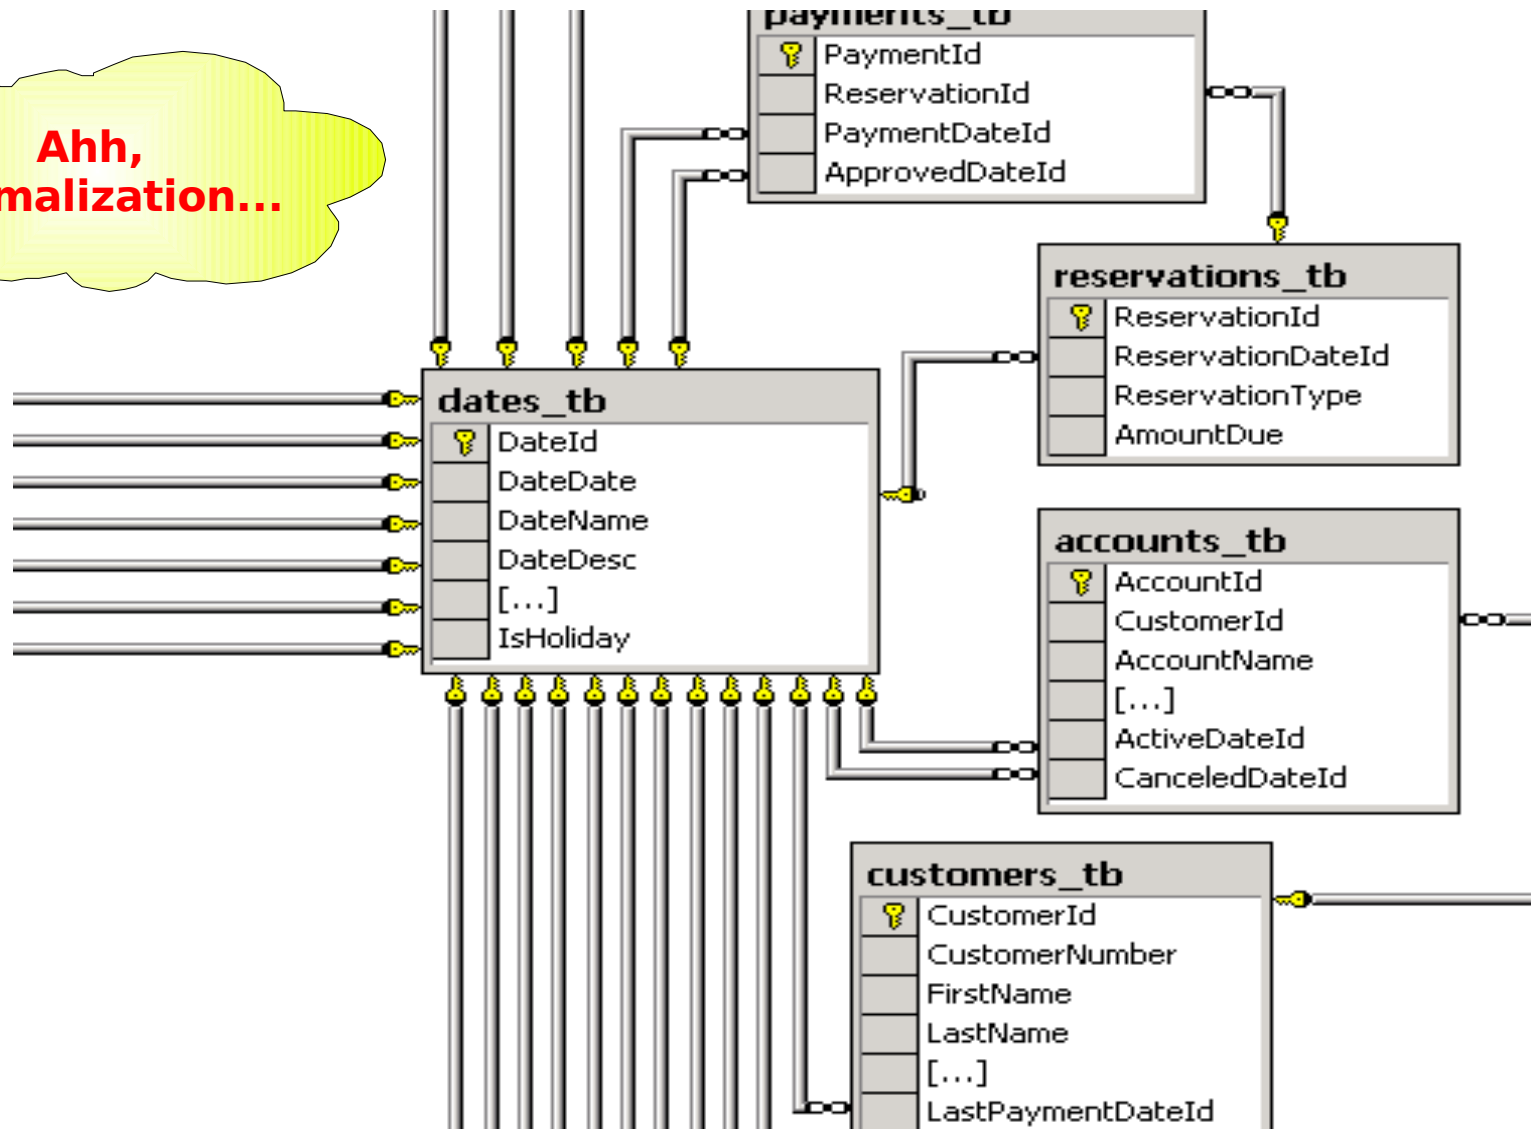 Ahh,
malization...
payments_tb
PaymentId
ReservationId
PaymentDateId
ApprovedDateId
reservations_tb
ReservationId
ReservationDateId
ReservationType
AmountDue
dates_tb
DateId
DateDate
DateName
DateDesc
[...]
IsHoliday
accounts_tb
AccountId
CustomerId
AccountName
[...]
ActiveDateId
CanceledDateId
customers_tb
CustomerId
CustomerNumber
FirstName
LastName
[...]
LastPaymentDateId